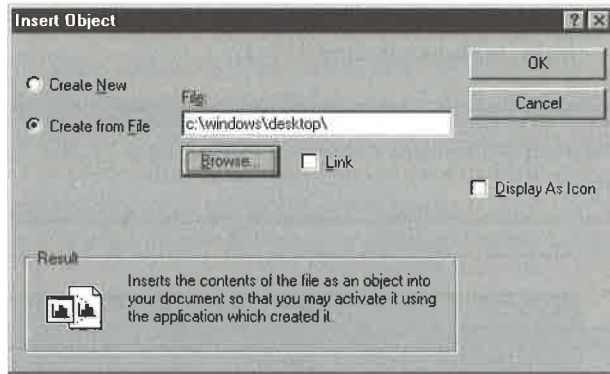 Insert Object
Create New
Create from File
File:
c:\windows\desktop\
Browse...
Link
OK
Cancel
Display As Icon
Result
Inserts the contents of the file as an object into
your document so that you may activate it using
the application which created it.